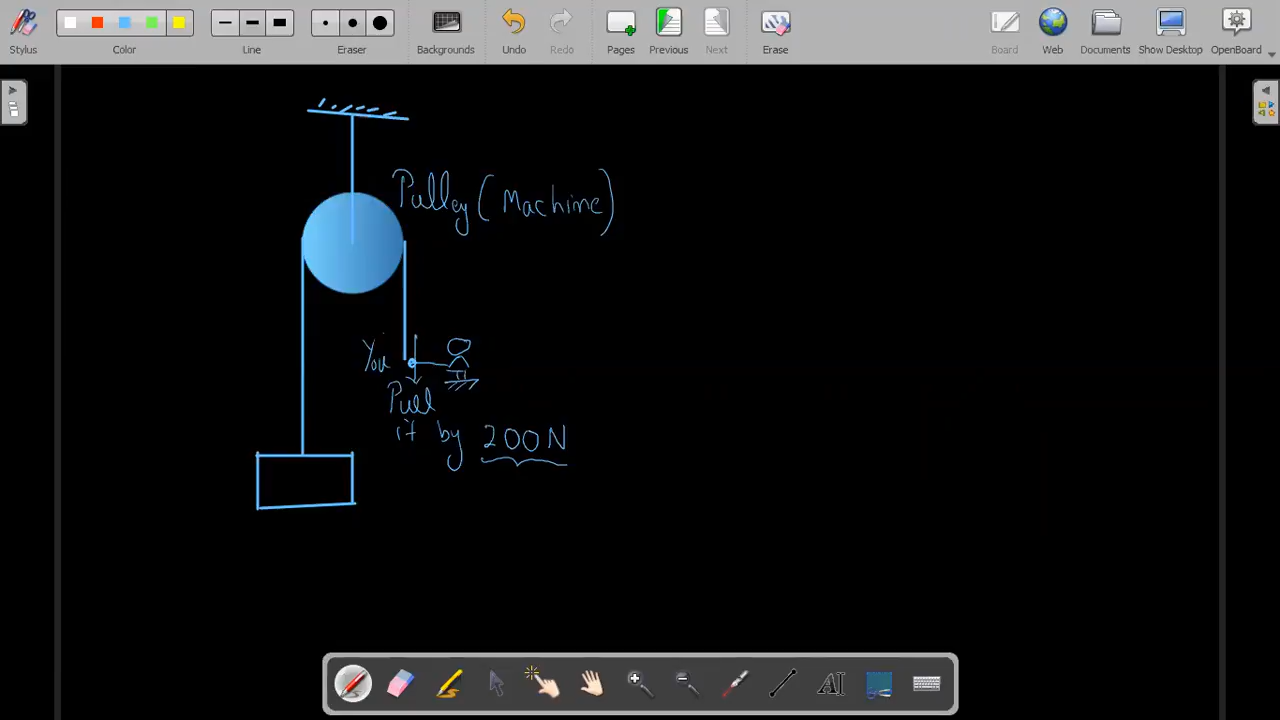 Stylus
Color
Line
Eraser
Backgrounds
Undo
Redo
Pages
Previous
Next
Erase
Board
Web
Documents
Show Desktop
OpenBoard
Pulley (Machine)
You
Pull
it by 200N
AI